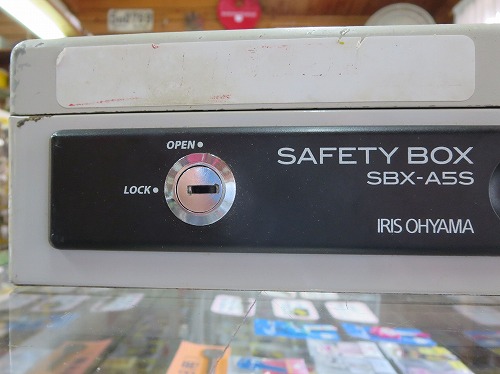 OPEN
LOCK
SAFETY BOX
SBX-A5S
IRIS OHYAMA